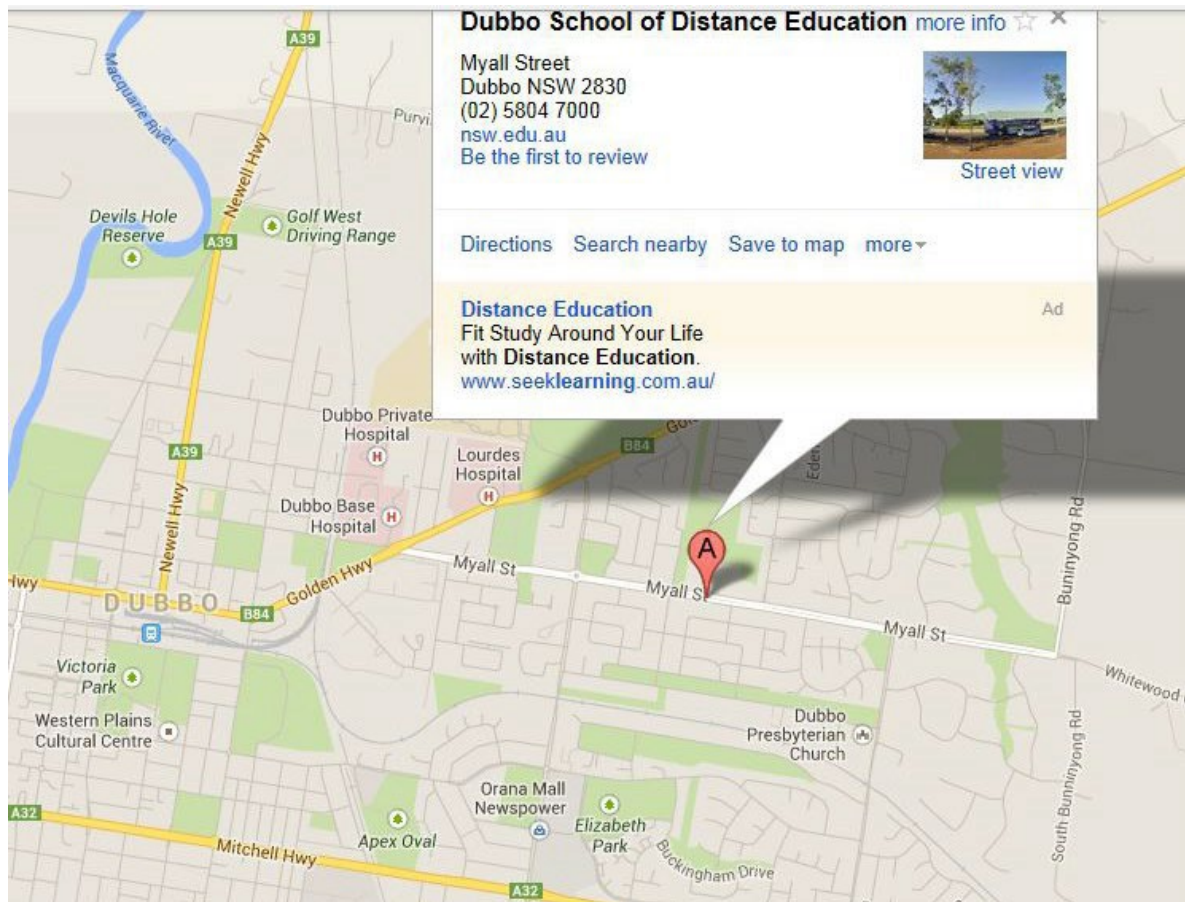 Dubbo School of Distance Education more info
Myall Street
Dubbo NSW 2830
(02) 5804 7000
nsw.edu.au
Be the first to review
Street view
Directions Search nearby Save to map more
Distance Education
Ad
Fit Study Around Your Life
with Distance Education.
www.seeklearning.com.au/
A39
Macquarie River
Newell Hwy
Devils Hole
Reserve
A39
Golf West
Driving Range
Dubbo Private
Hospital
Lourdes
Hospital
B84
A39
Newell Hwy
Dubbo Base
Hospital
Golden Hwy
Myall St
A
Myall St
Myall St
Buninyong Rd
DUBBO
B84
Victoria
Park
Western Plains
Cultural Centre
Dubbo
Presbyterian
Church
South Bunninyong Rd
Orana Mall
Newspower
Elizabeth
Park
Apex Oval
Buckingham Drive
A32
Mitchell Hwy
A32
H
H
H